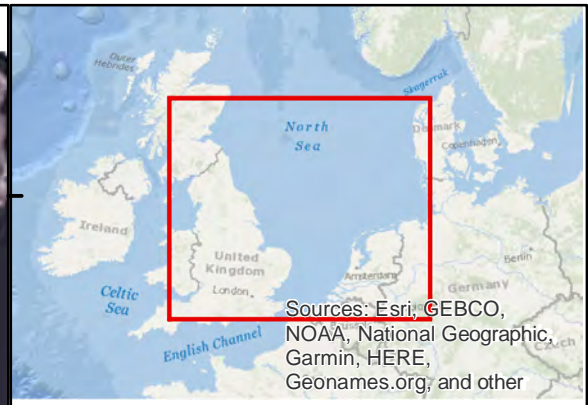 Outer
Hebrides
Skagerrak
North
Sea
Denmark
Copenhagen
Ireland
United
Kingdom
Amsterdam
Berlin
London
Germany
Celtic
Sea
English Channel
Sources: Esri, GEBCO,
NOAA, National Geographic,
Garmin, HERE,
Geonames.org, and other